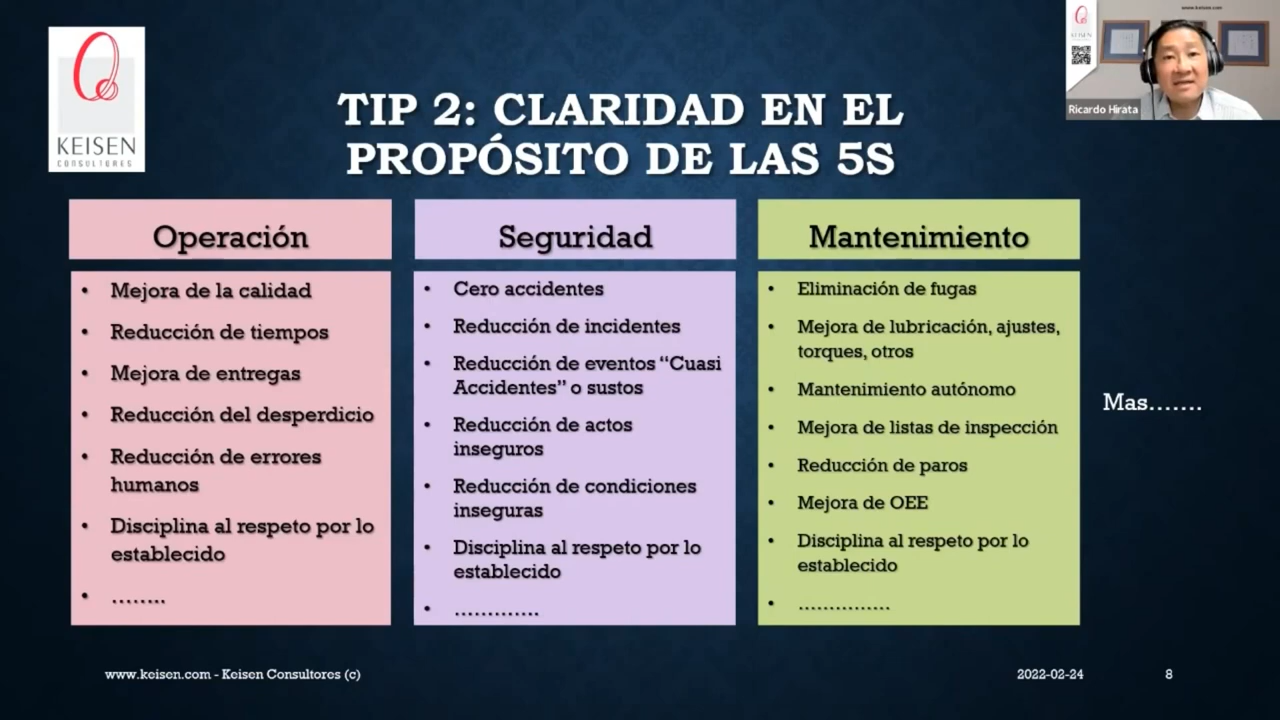 KEISEN
CONSULTORES
www.keisen.com
KEISEN
Ricardo Hirata
TIP 2: CLARIDAD EN EL
PROPÓSITO DE LAS 5S
Operación
• Mejora de la calidad
• Reducción de tiempos
• Mejora de entregas
• Reducción del desperdicio
• Reducción de errores
humanos
• Disciplina al respeto por lo
establecido
• ........
Seguridad
• Cero accidentes
• Reducción de incidentes
• Reducción de eventos “Cuasi
Accidentes” o sustos
• Reducción de actos
inseguros
• Reducción de condiciones
inseguras
• Disciplina al respeto por lo
establecido
• .............
Mantenimiento
• Eliminación de fugas
• Mejora de lubricación, ajustes,
torques, otros
• Mantenimiento autónomo
• Mejora de listas de inspección
• Reducción de paros
• Mejora de OEE
• Disciplina al respeto por lo
establecido
• ...............
Mas.......
www.keisen.com - Keisen Consultores (c)
2022-02-24
8